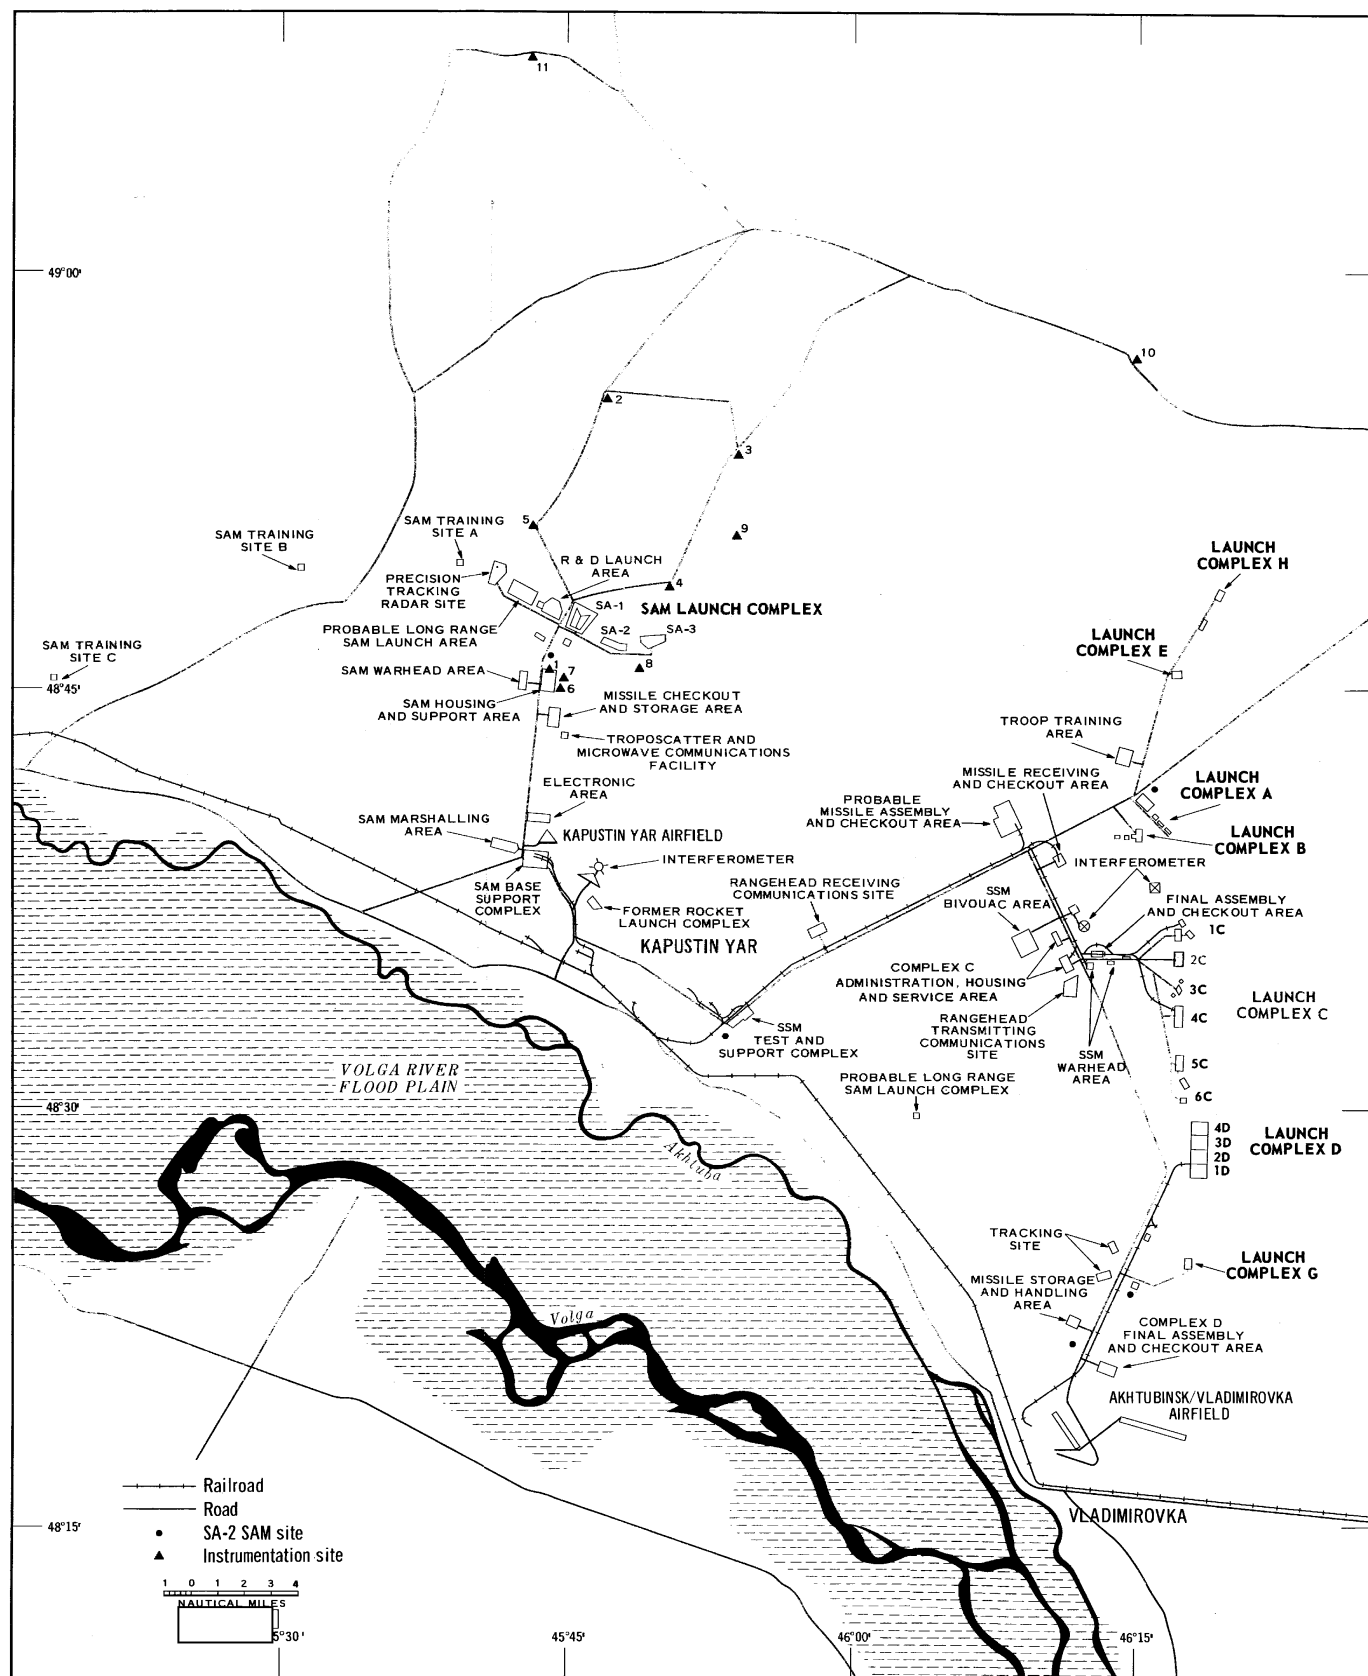 11
49°00'
10
2
3
5
9
4
SAM TRAINING
SITE B
SAM TRAINING
SITE A
R & D LAUNCH
AREA
PRECISION
TRACKING
RADAR SITE
SA-1
SAM LAUNCH COMPLEX
SA-2
SA-3
PROBABLE LONG RANGE
SAM LAUNCH AREA
SAM TRAINING
SITE C
48°45'
SAM WARHEAD AREA
1
7
6
8
SAM HOUSING
AND SUPPORT AREA
MISSILE CHECKOUT
AND STORAGE AREA
TROPOSCATTER AND
MICROWAVE COMMUNICATIONS
FACILITY
ELECTRONIC
AREA
SAM MARSHALLING
AREA
KAPUSTIN YAR AIRFIELD
INTERFEROMETER
SAM BASE
SUPPORT
COMPLEX
FORMER ROCKET
LAUNCH COMPLEX
KAPUSTIN YAR
LAUNCH
COMPLEX H
LAUNCH
COMPLEX E
TROOP TRAINING
AREA
MISSILE RECEIVING
AND CHECKOUT AREA
LAUNCH
COMPLEX A
PROBABLE
MISSILE ASSEMBLY
AND CHECKOUT AREA
LAUNCH
COMPLEX B
INTERFEROMETER
RANGEHEAD RECEIVING
COMMUNICATIONS SITE
SSM
BIVOUAC AREA
FINAL ASSEMBLY
AND CHECKOUT AREA
1C
2C
3C
4C
5C
6C
LAUNCH
COMPLEX C
COMPLEX C
ADMINISTRATION, HOUSING
AND SERVICE AREA
RANGEHEAD
TRANSMITTING
COMMUNICATIONS
SITE
SSM
WARHEAD
AREA
SSM
TEST AND
SUPPORT COMPLEX
PROBABLE LONG RANGE
SAM LAUNCH COMPLEX
VOLGA RIVER
FLOOD PLAIN
48°30'
Akhtuba
4D
3D
2D
1D
LAUNCH
COMPLEX D
TRACKING
SITE
LAUNCH
COMPLEX G
MISSILE STORAGE
AND HANDLING
AREA
Volga
COMPLEX D
FINAL ASSEMBLY
AND CHECKOUT AREA
AKHTUBINSK/VLADIMIROVKA
AIRFIELD
VLADIMIROVKA
Railroad
Road
48°15'
SA-2 SAM site
Instrumentation site
1 0 1 2 3 4
NAUTICAL MILES
5°30'
45°45'
46°00'
46°15'